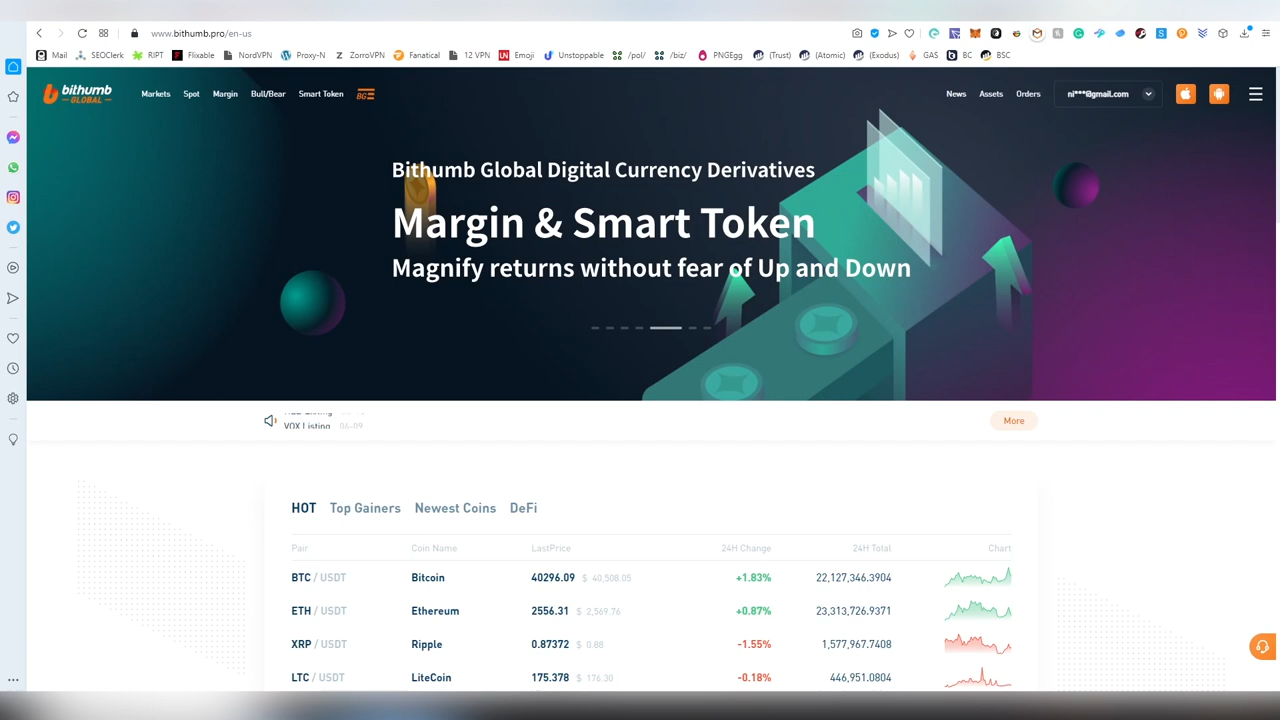 www.bithumb.pro/en-us
Mail SEOClerk RIPT Flixable NordVPN Proxy-N ZorroVPN Fanatical 12 VPN Emoji Unstoppable /pol/ /biz/ PNGEgg (Trust) (Atomic) (Exodus) GAS BC BSC
bithumb GLOBAL Markets Spot Margin Bull/Bear Smart Token BG News Assets Orders ni***@gmail.com
Bithumb Global Digital Currency Derivatives
Margin & Smart Token
Magnify returns without fear of Up and Down
VOX Listing 04-09
More
HOT Top Gainers Newest Coins DeFi
Pair Coin Name LastPrice 24H Change 24H Total Chart
BTC / USDT Bitcoin 40296.09 $ 40,508.05 +1.83% 22,127,346.3904
ETH / USDT Ethereum 2556.31 $ 2,569.76 +0.87% 23,313,726.9371
XRP / USDT Ripple 0.87372 $ 0.88 -1.55% 1,577,967.7408
LTC / USDT LiteCoin 175.378 $ 176.30 -0.18% 446,951.0804